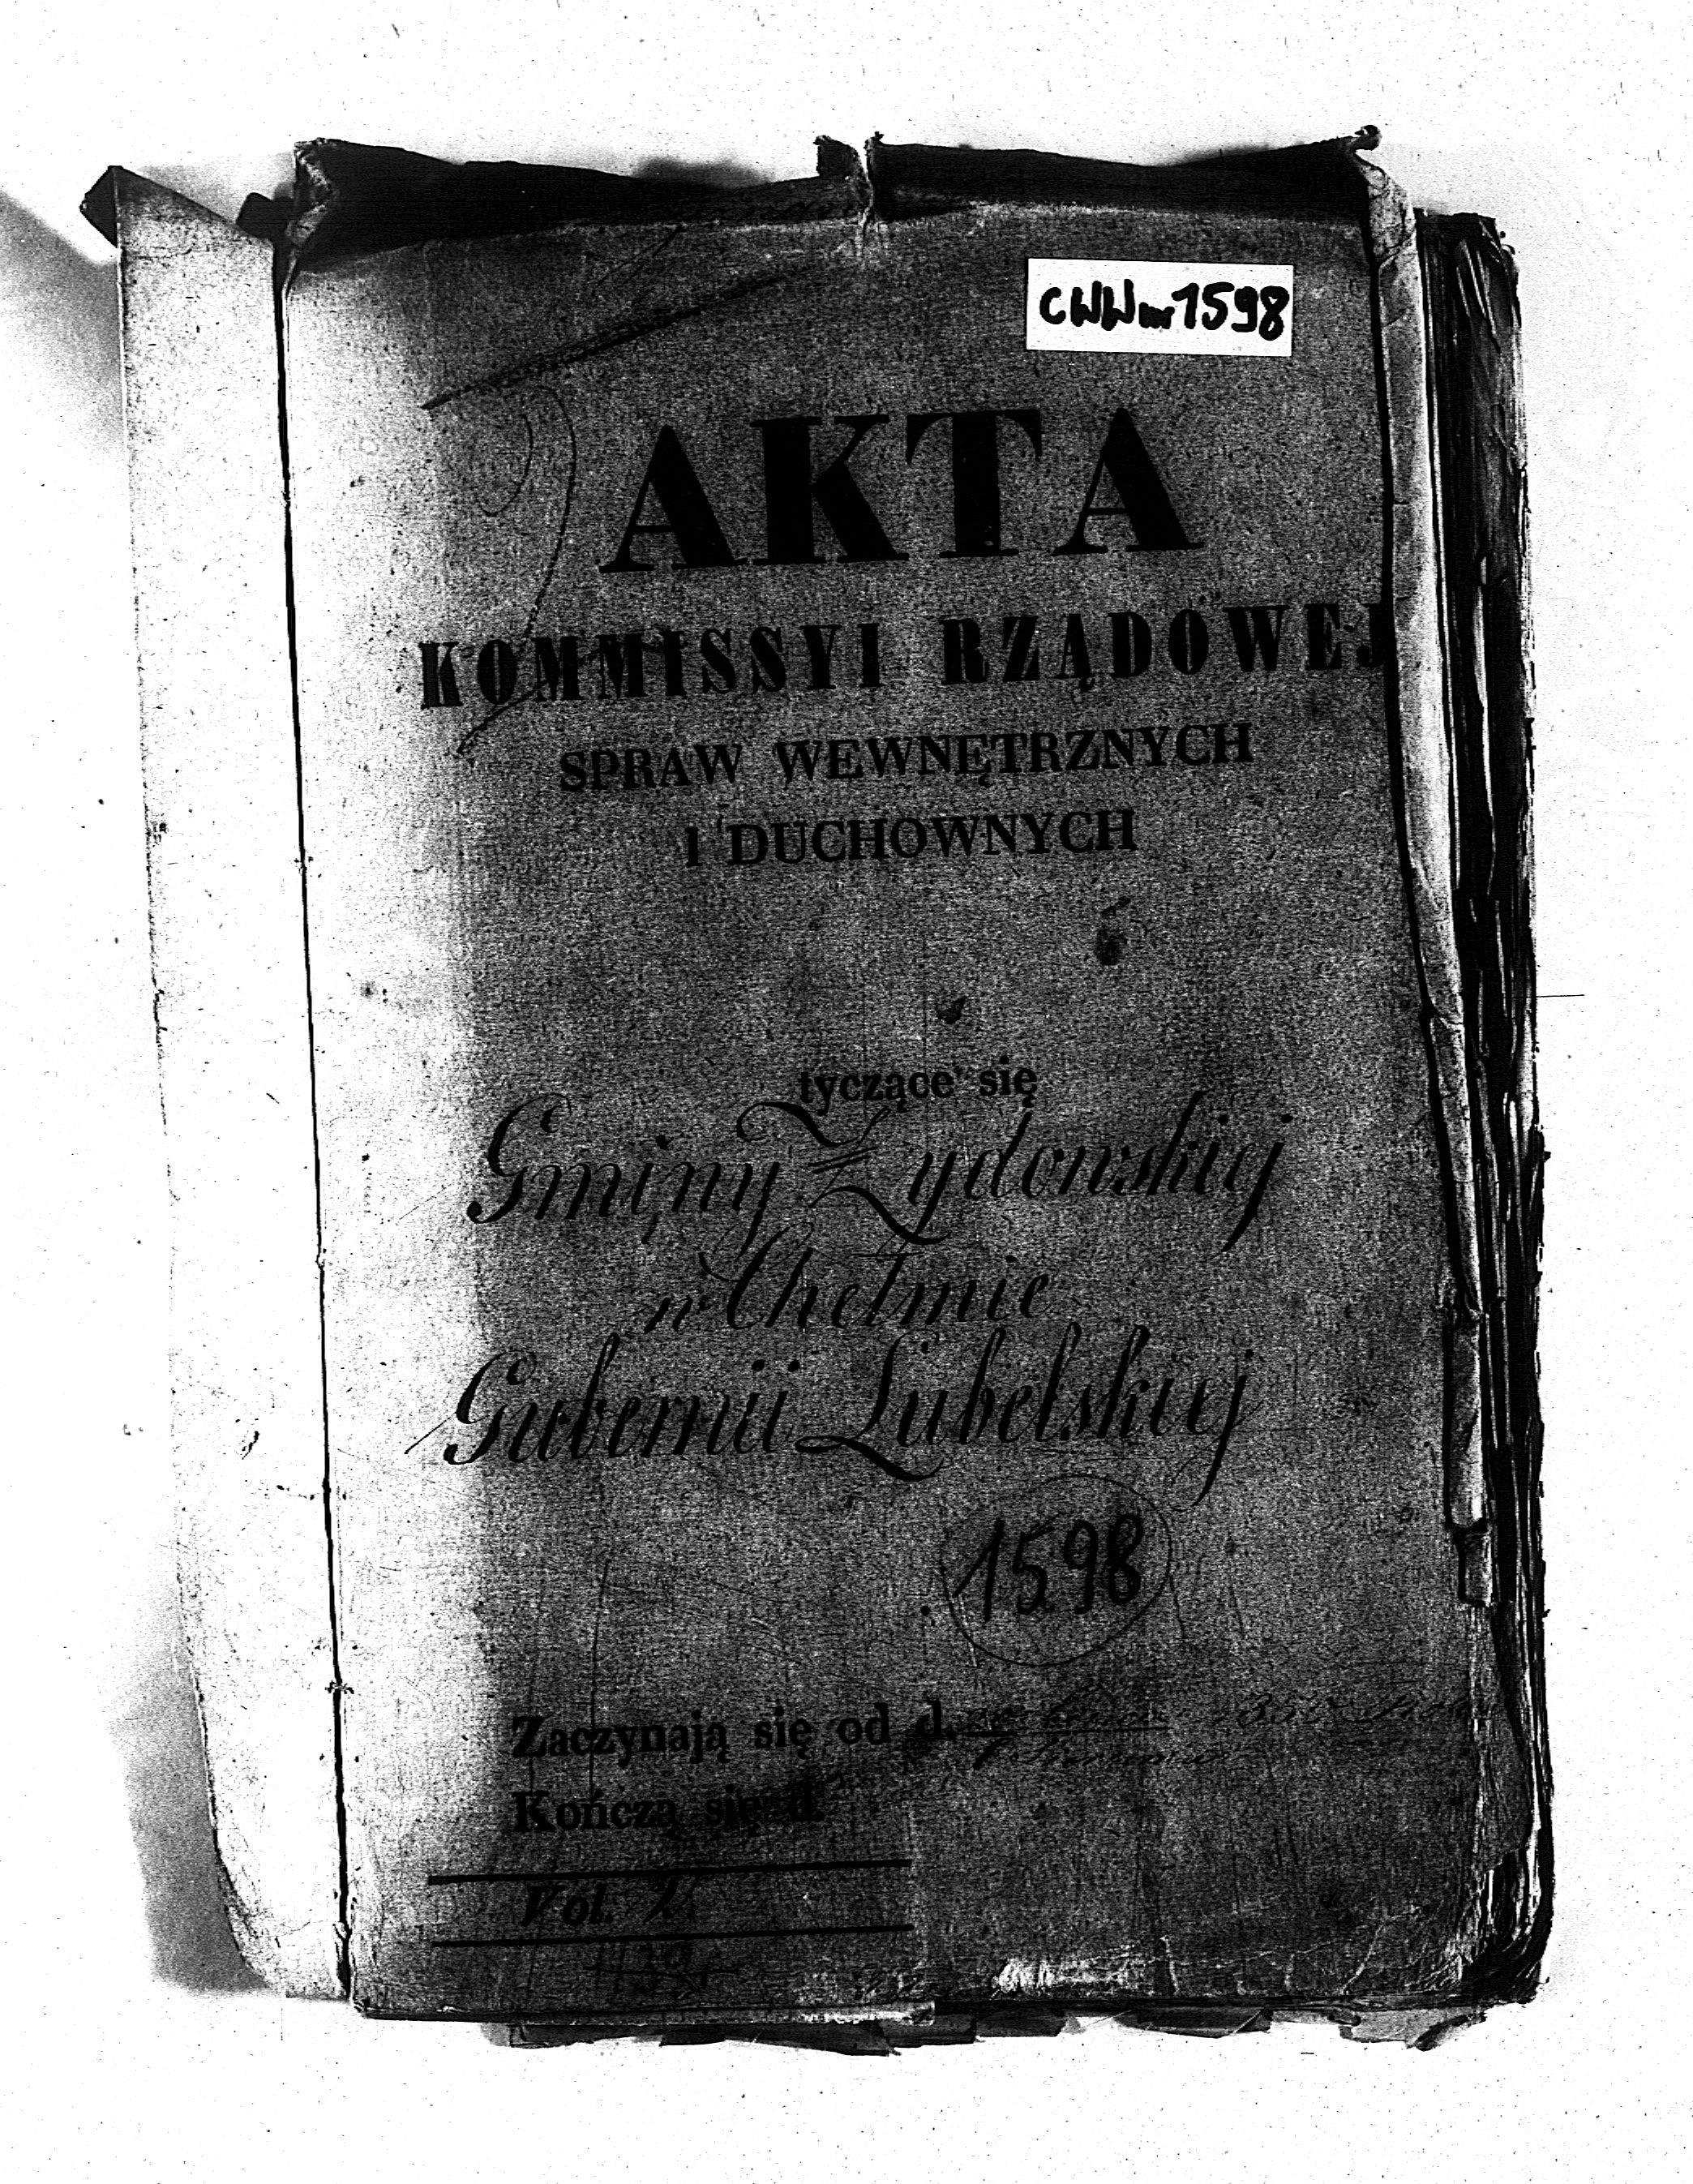 CWW nr 1598
AKTA
KOMMISSYI RZĄDOWEJ
SPRAW WEWNĘTRZNYCH
I DUCHOWNYCH
tyczące się
Gminy Żydowskiej
w Chełmie
Gubernii Lubelskiej
1598
Zaczynają się od d.
Kończą się d.
Vol. 2